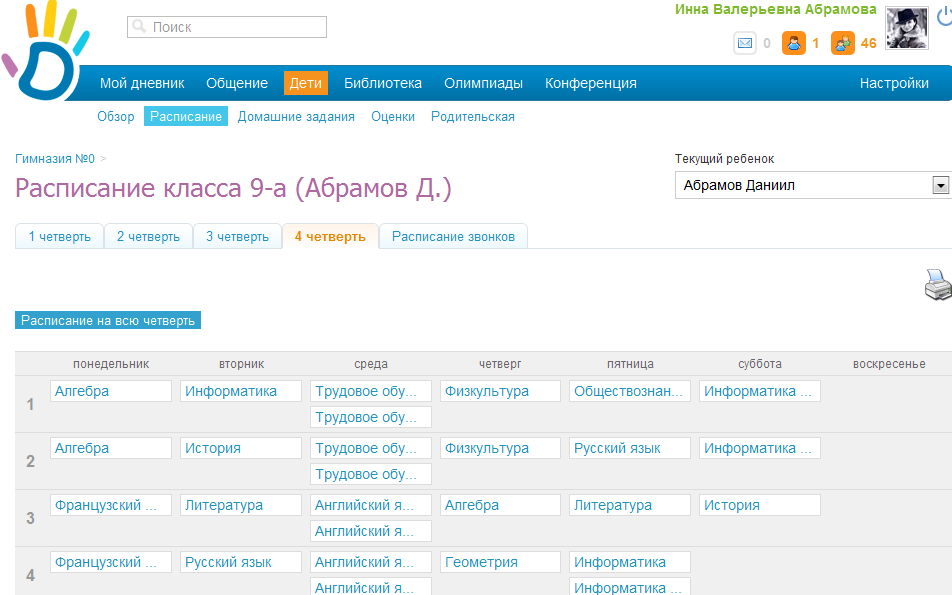 Инна Валерьевна Абрамова
Поиск
0 1 46
Мой дневник Общение Дети Библиотека Олимпиады Конференция Настройки
Обзор Расписание Домашние задания Оценки Родительская
Гимназия №0 >
Текущий ребенок
Расписание класса 9-а (Абрамов Д.)
Абрамов Даниил
1 четверть 2 четверть 3 четверть 4 четверть Расписание звонков
Расписание на всю четверть
понедельник вторник среда четверг пятница суббота воскресенье
1 Алгебра Информатика Трудовое обу... Физкультура Обществознан... Информатика ...
Трудовое обу...
2 Алгебра История Трудовое обу... Физкультура Русский язык Информатика ...
Трудовое обу...
3 Французский ... Литература Английский я... Алгебра Литература История
Английский я...
4 Французский ... Русский язык Английский я... Геометрия Информатика
Английский я... Информатика ...